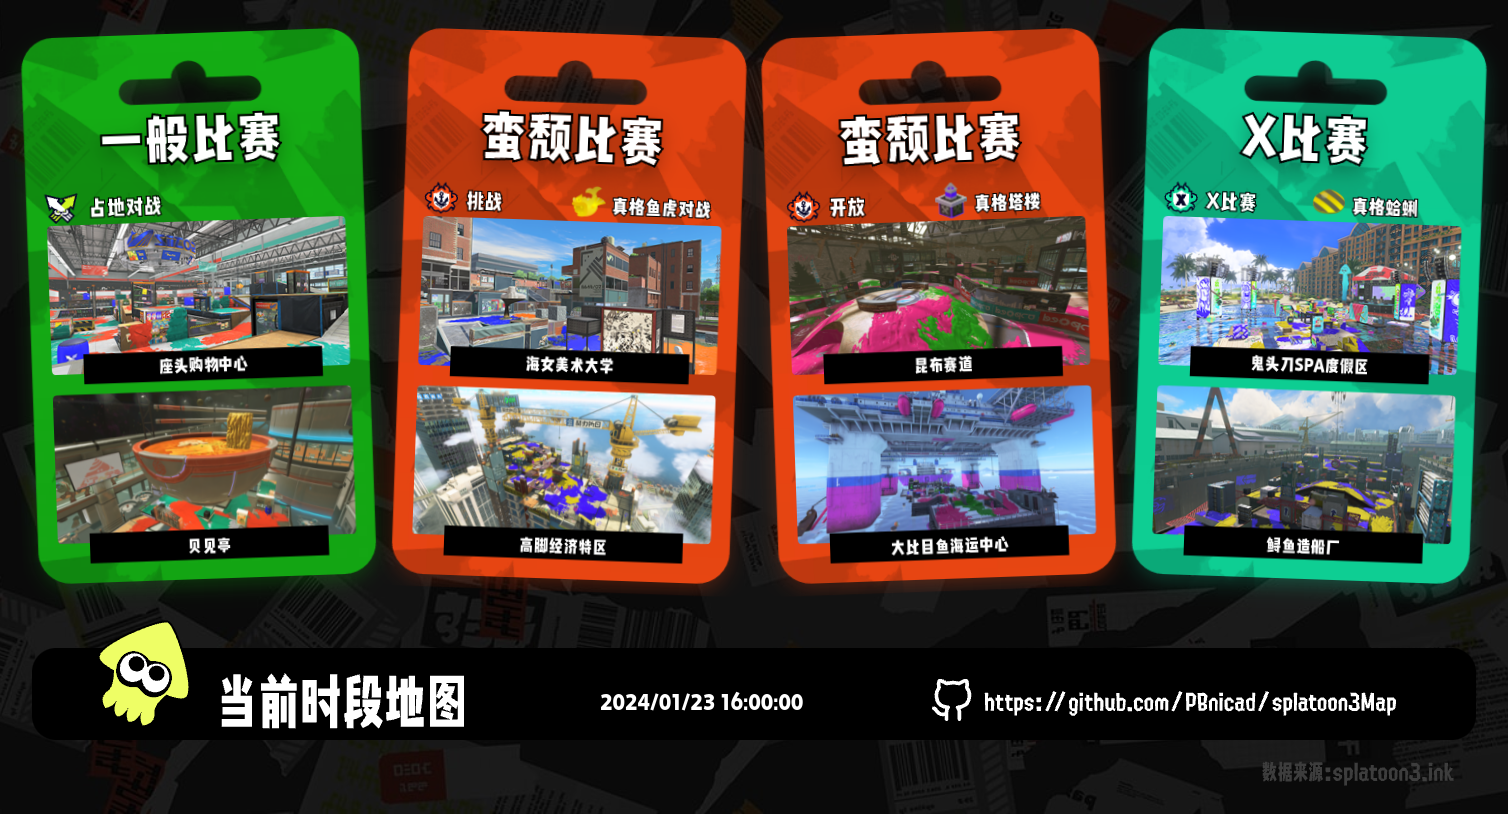 一般比赛
占地对战
座头购物中心
贝见亭
蛮颓比赛
挑战
真格鱼虎对战
海女美术大学
高脚经济特区
蛮颓比赛
开放
真格塔楼
昆布赛道
大比目鱼海运中心
X比赛
X比赛
真格蛤蜊
鬼头刀SPA度假区
鲟鱼造船厂
当前时段地图
2024/01/23 16:00:00
https://github.com/PBnicad/splatoon3Map
数据来源:splatoon3.ink